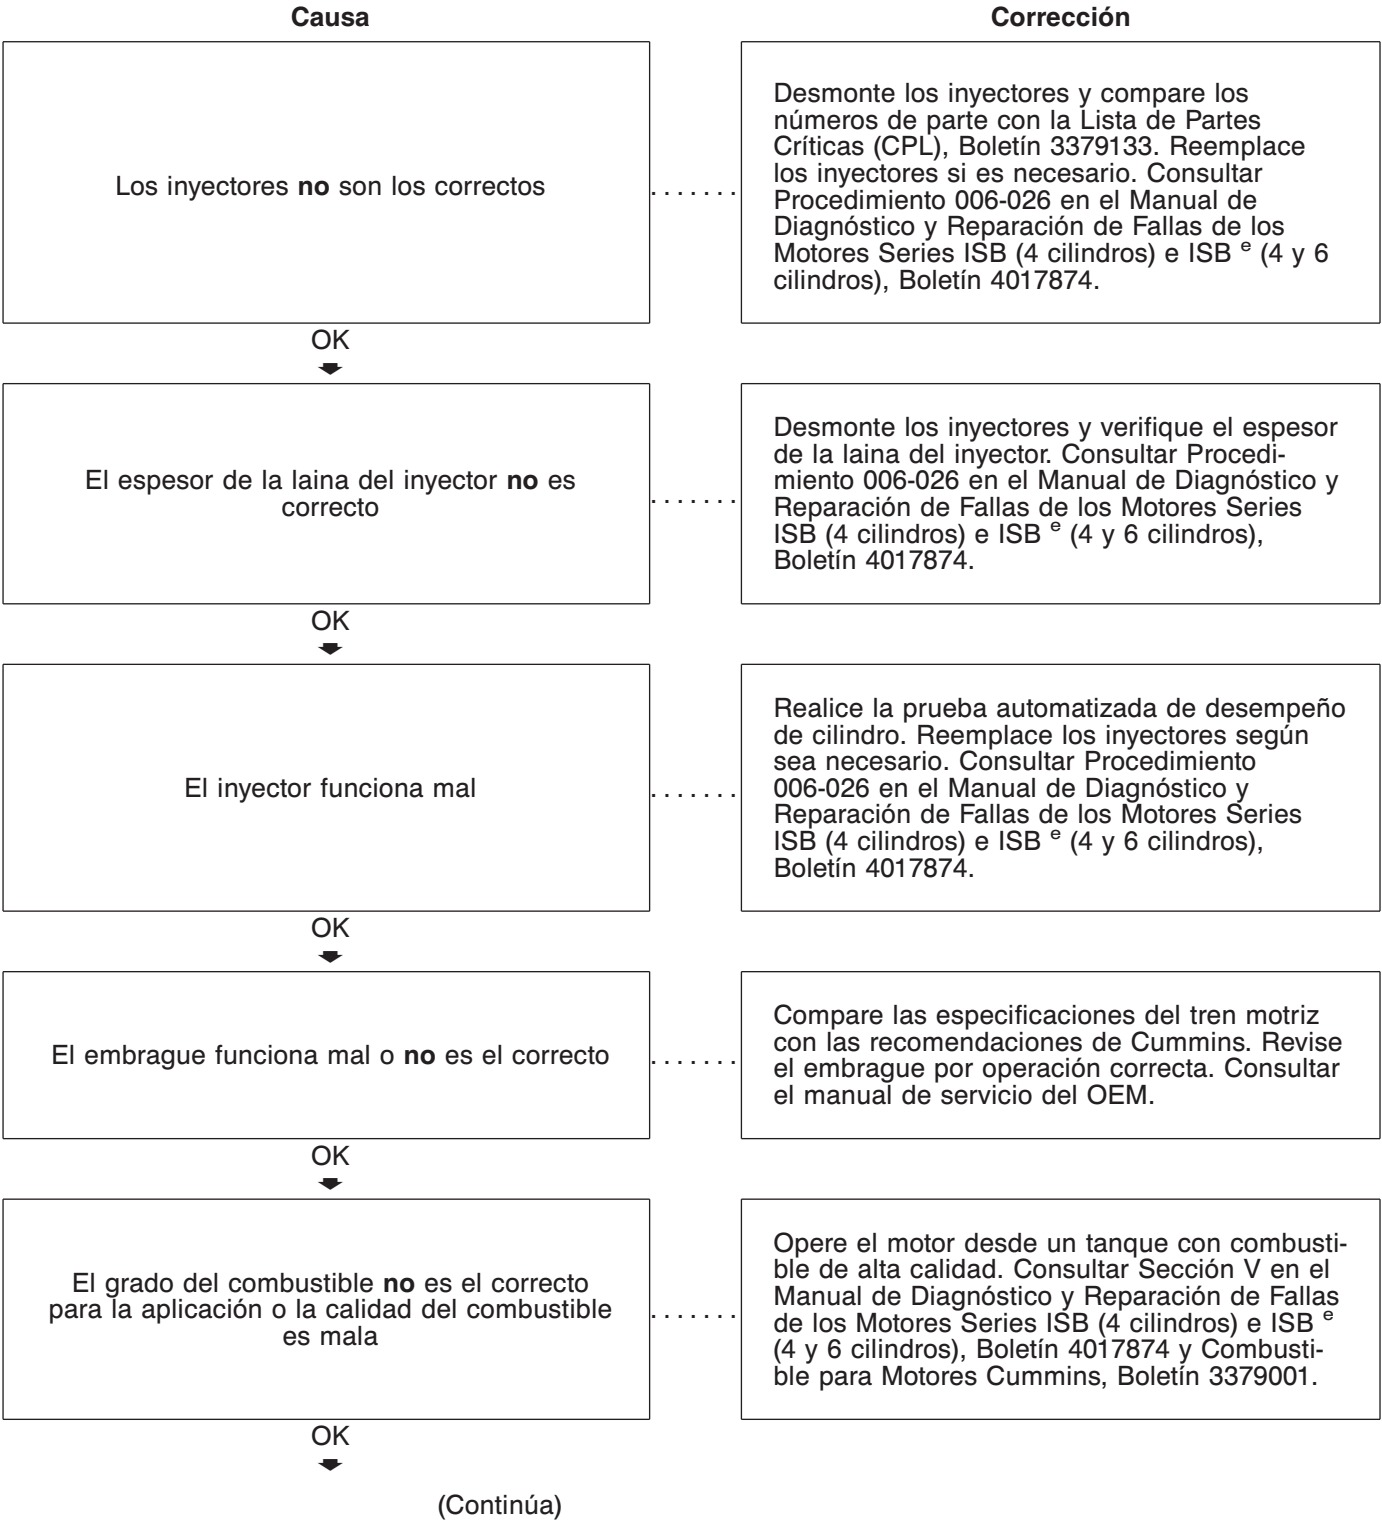 Causa
Corrección
Los inyectores no son los correctos
. . . . . . .
Desmonte los inyectores y compare los
números de parte con la Lista de Partes
Críticas (CPL), Boletín 3379133. Reemplace
los inyectores si es necesario. Consultar
Procedimiento 006-026 en el Manual de
Diagnóstico y Reparación de Fallas de los
Motores Series ISB (4 cilindros) e ISB e (4 y 6
cilindros), Boletín 4017874.
OK
El espesor de la laina del inyector no es
correcto
. . . . . . .
Desmonte los inyectores y verifique el espesor
de la laina del inyector. Consultar Procedi-
miento 006-026 en el Manual de Diagnóstico y
Reparación de Fallas de los Motores Series
ISB (4 cilindros) e ISB e (4 y 6 cilindros),
Boletín 4017874.
OK
El inyector funciona mal
. . . . . . .
Realice la prueba automatizada de desempeño
de cilindro. Reemplace los inyectores según
sea necesario. Consultar Procedimiento
006-026 en el Manual de Diagnóstico y
Reparación de Fallas de los Motores Series
ISB (4 cilindros) e ISB e (4 y 6 cilindros),
Boletín 4017874.
OK
El embrague funciona mal o no es el correcto
. . . . . . .
Compare las especificaciones del tren motriz
con las recomendaciones de Cummins. Revise
el embrague por operación correcta. Consultar
el manual de servicio del OEM.
OK
El grado del combustible no es el correcto
para la aplicación o la calidad del combustible
es mala
. . . . . . .
Opere el motor desde un tanque con combusti-
ble de alta calidad. Consultar Sección V en el
Manual de Diagnóstico y Reparación de Fallas
de los Motores Series ISB (4 cilindros) e ISB e
(4 y 6 cilindros), Boletín 4017874 y Combusti-
ble para Motores Cummins, Boletín 3379001.
OK
(Continúa)